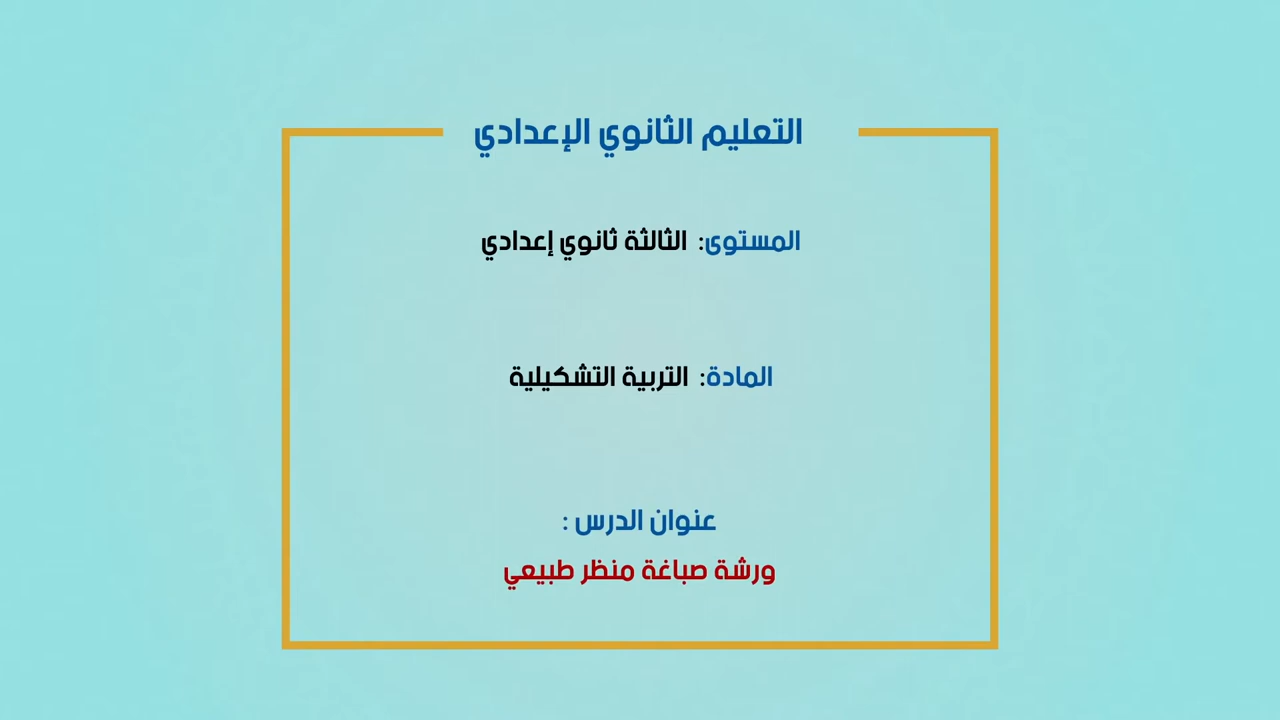 التعليم الثانوي الإعدادي
المستوى: الثالثة ثانوي إعدادي
المادة: التربية التشكيلية
عنوان الدرس :
ورشة صباغة منظر طبيعي